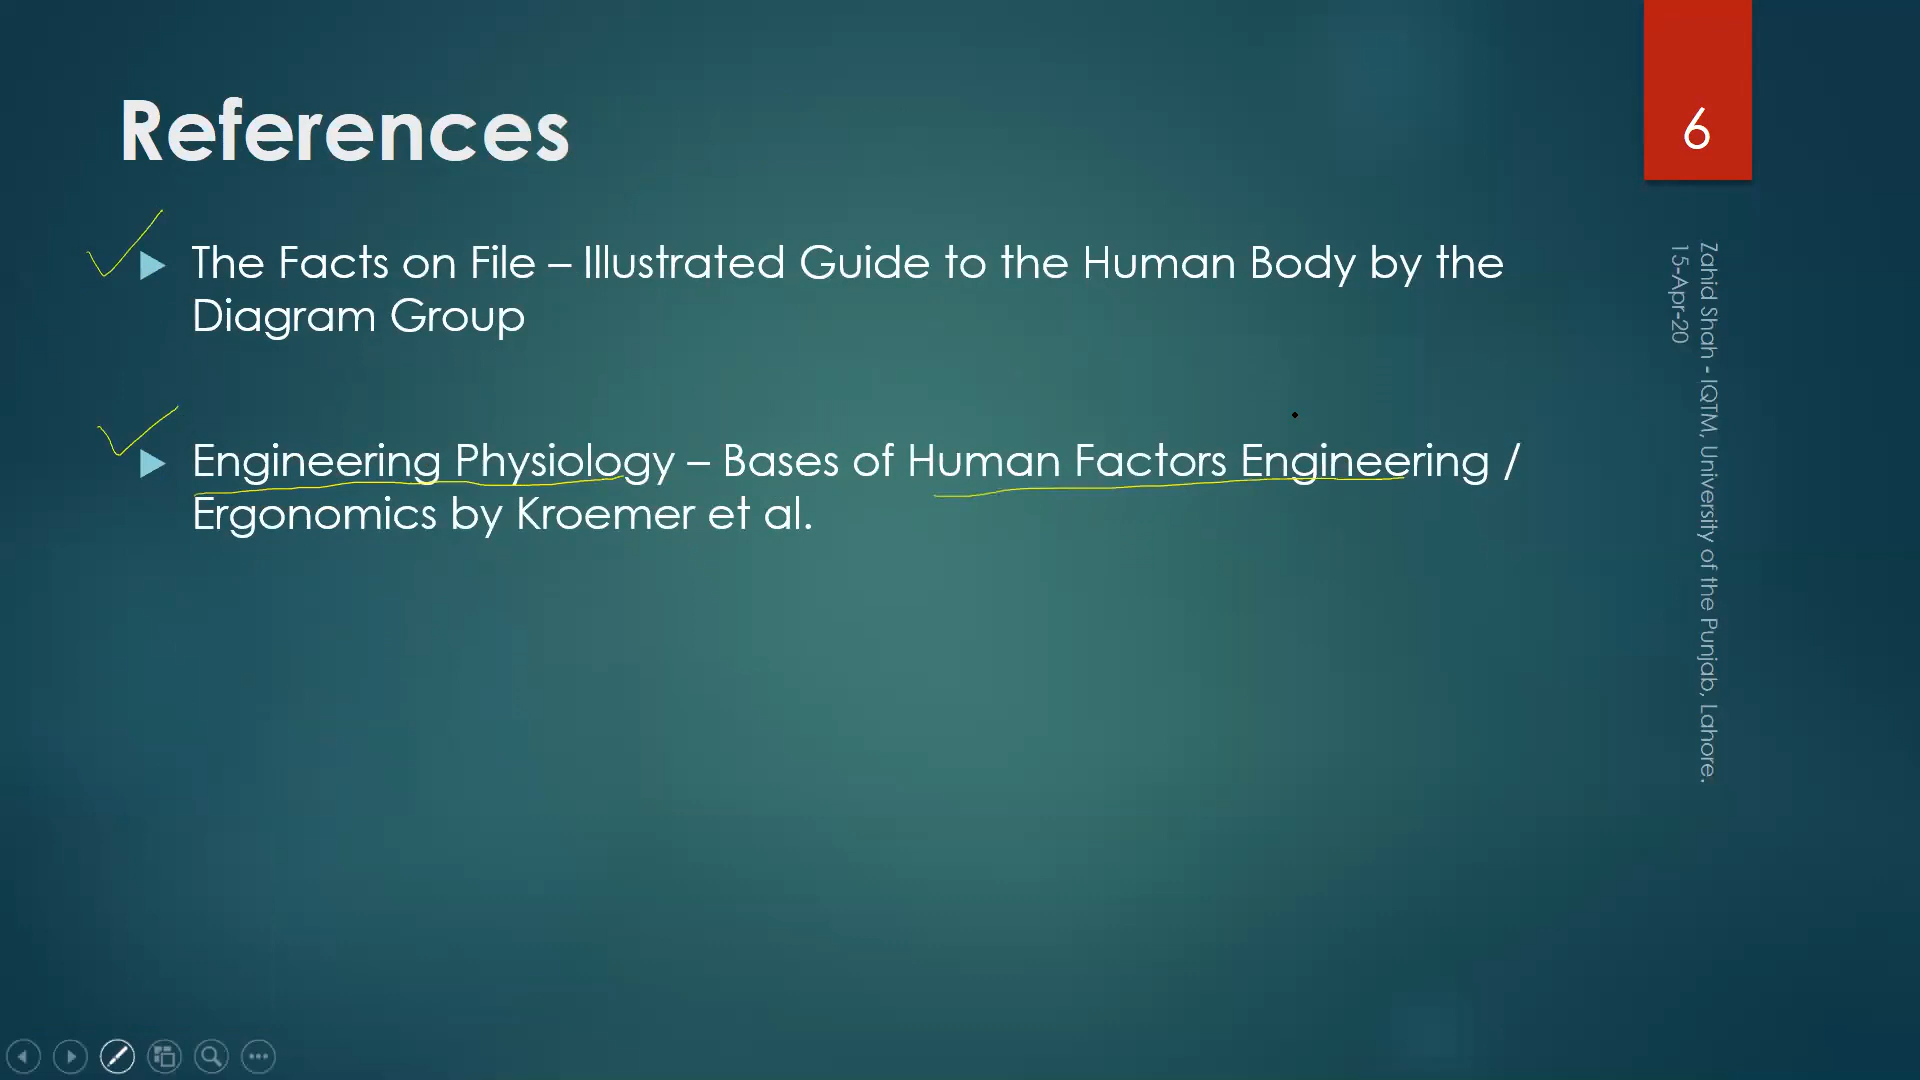 References
6
The Facts on File – Illustrated Guide to the Human Body by the
Diagram Group
Engineering Physiology – Bases of Human Factors Engineering /
Ergonomics by Kroemer et al.
Zahid Shah - IQTM, University of the Punjab, Lahore.
15-Apr-20